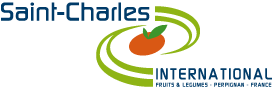 Saint-Charles
INTERNATIONAL
FRUITS & LEGUMES - PERPIGNAN - FRANCE